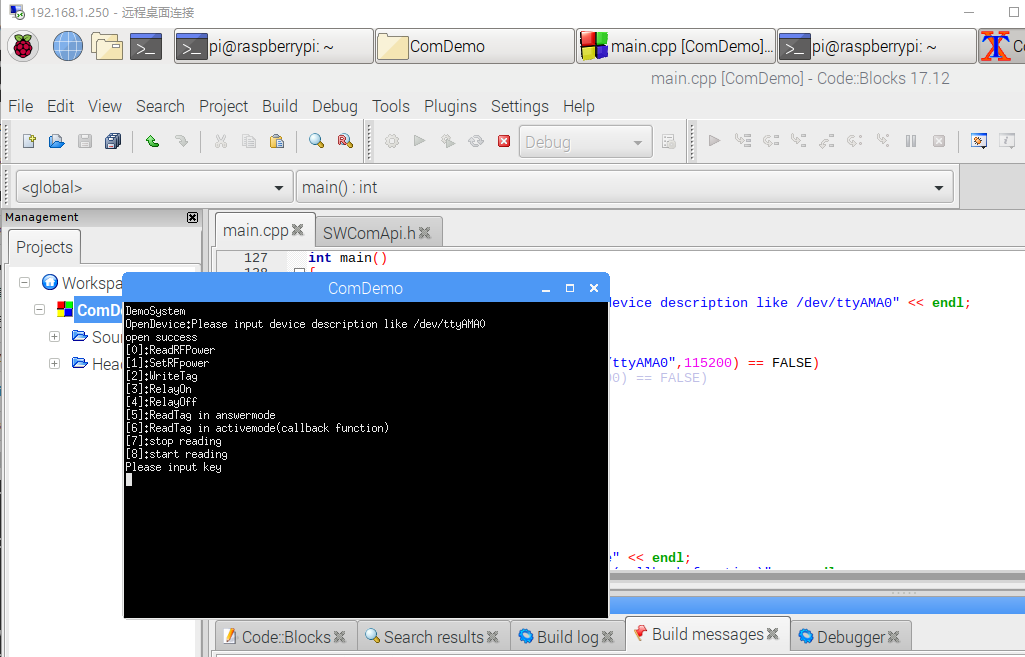 192.168.1.250 - 远程桌面连接
pi@raspberrypi: ~
ComDemo
main.cpp [ComDemo]...
pi@raspberrypi: ~
main.cpp [ComDemo] - Code::Blocks 17.12
File Edit View Search Project Build Debug Tools Plugins Settings Help
Debug
<global>
main() : int
Management
main.cpp
SWComApi.h
Projects
127 int main()
128 {
Workspa
ComDe
Sour
Head
ComDemo
DemoSystem
OpenDevice:Please input device description like /dev/ttyAMA0
open success
[0]:ReadRFPower
[1]:SetRFpower
[2]:WriteTag
[3]:RelayOn
[4]:RelayOff
[5]:ReadTag in answermode
[6]:ReadTag in activemode(callback function)
[7]:stop reading
[8]:start reading
Please input key
device description like /dev/ttyAMA0" << endl;
/ttyAMA0",115200) == FALSE)
00) == FALSE)
e" << endl;
Code::Blocks
Search results
Build log
Build messages
Debugger